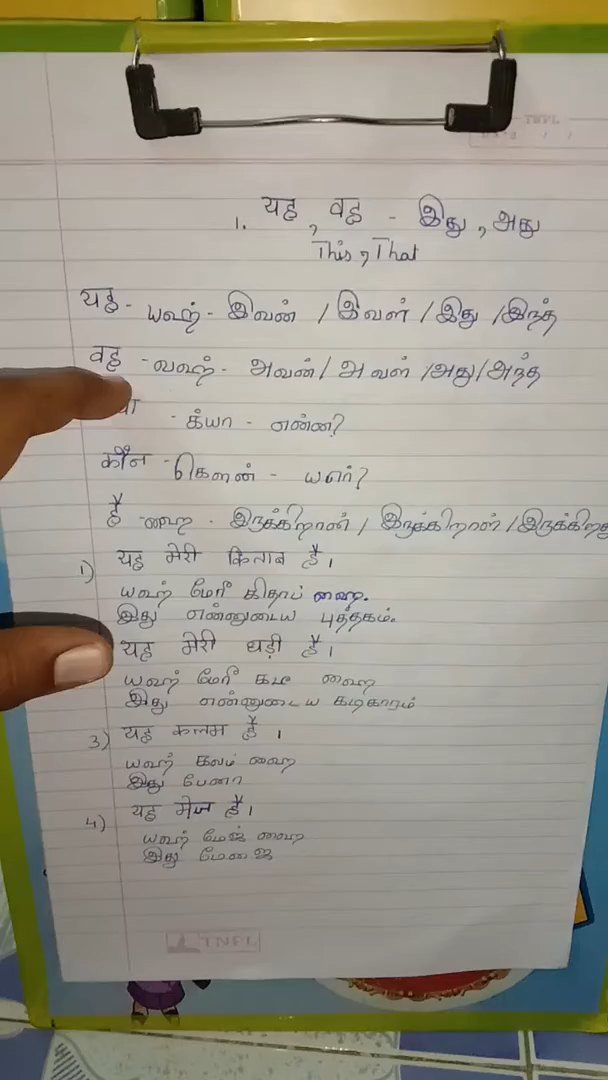 TNPL
1. यह , वह - இது , அது
This , That
यह - யஹ் - இவன் / இவள் / இது / இந்த
वह - வஹ் - அவன் / அவள் / அது / அந்த
- க்யா - என்ன?
कौन - கௌன் - யார்?
है - ஹை - இருக்கிறான் / இருக்கிறாள் / இருக்கிறது
1) यह मेरी किताब है।
யஹ் மேரீ கிதாப் ஹை.
இது என்னுடைய புத்தகம்.
यह मेरी घड़ी है।
யஹ் மேரீ கடீ ஹை
இது என்னுடைய கடிகாரம்
3) यह कलम है।
யஹ் கலம் ஹை
இது பேனா
4) यह मेज है।
யஹ் மேஜ் ஹை
இது மேஜை
TNPL